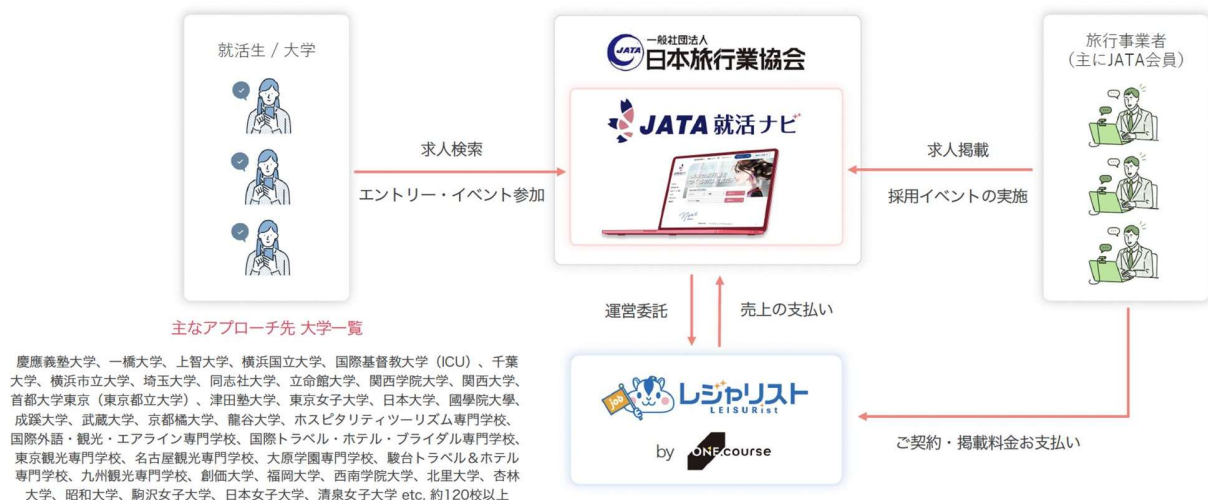 就活生 / 大学
一般社団法人
JATA
日本旅行業協会
旅行事業者
（主にJATA会員）
JATA 就活ナビ
求人検索
エントリー・イベント参加
求人掲載
採用イベントの実施
運営委託
売上の支払い
主なアプローチ先 大学一覧
慶應義塾大学、一橋大学、上智大学、横浜国立大学、国際基督教大学（ICU）、千葉
大学、横浜市立大学、埼玉大学、同志社大学、立命館大学、関西学院大学、関西大学、
首都大学東京（東京都立大学）、津田塾大学、東京女子大学、日本大学、國學院大學、
成蹊大学、武蔵大学、京都橘大学、龍谷大学、ホスピタリティツーリズム専門学校、
国際外語・観光・エアライン専門学校、国際トラベル・ホテル・ブライダル専門学校、
東京観光専門学校、名古屋観光専門学校、大原学園専門学校、駿台トラベル＆ホテル
専門学校、九州観光専門学校、創価大学、福岡大学、西南学院大学、北里大学、杏林
大学、昭和大学、駒沢女子大学、日本女子大学、清泉女子大学 etc. 約120校以上
Job
レジャリスト
LEISURist
by ONE.course
ご契約・掲載料金お支払い